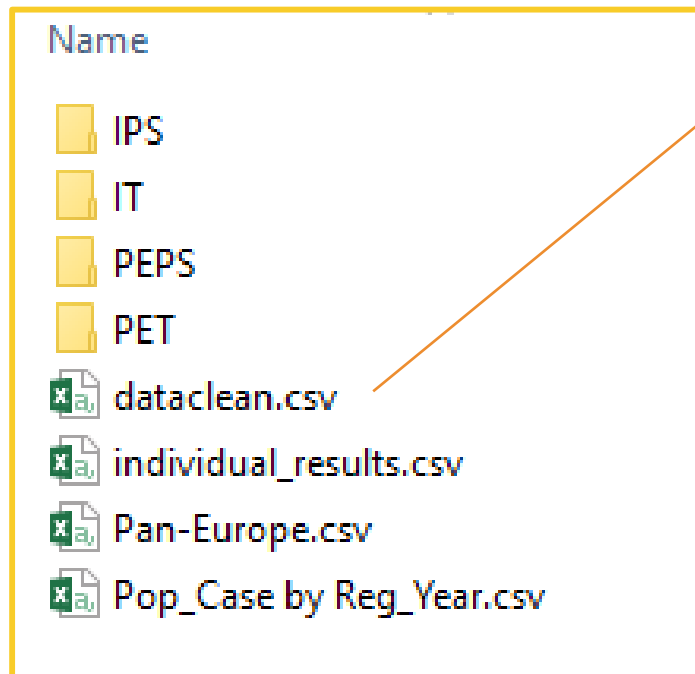 Name
IPS
IT
PEPS
PET
dataclean.csv
individual_results.csv
Pan-Europe.csv
Pop_Case by Reg_Year.csv